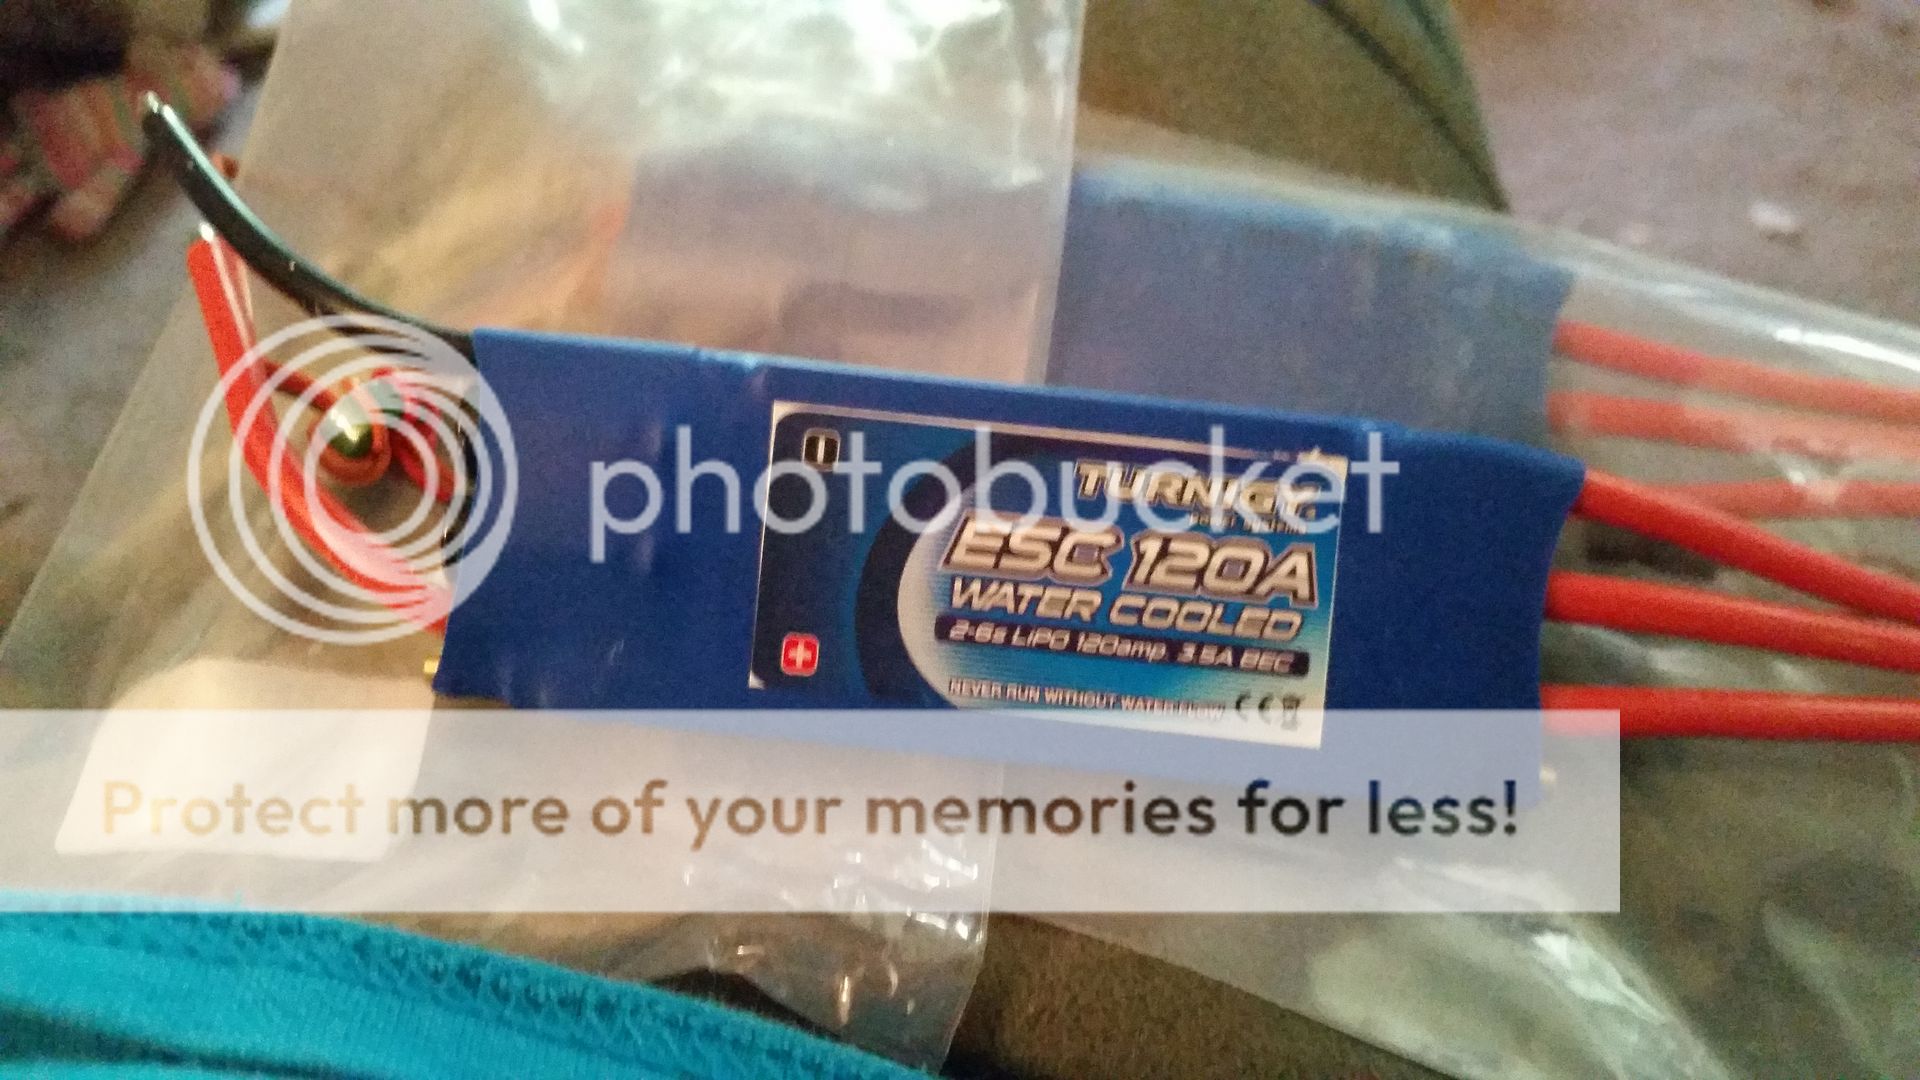 photobucket
TURNIGY
ESC 120A
WATER COOLED
2-6s LiPO 120amp, 3.5A BEC
NEVER RUN WITHOUT WATER FLOW
Protect more of your memories for less!